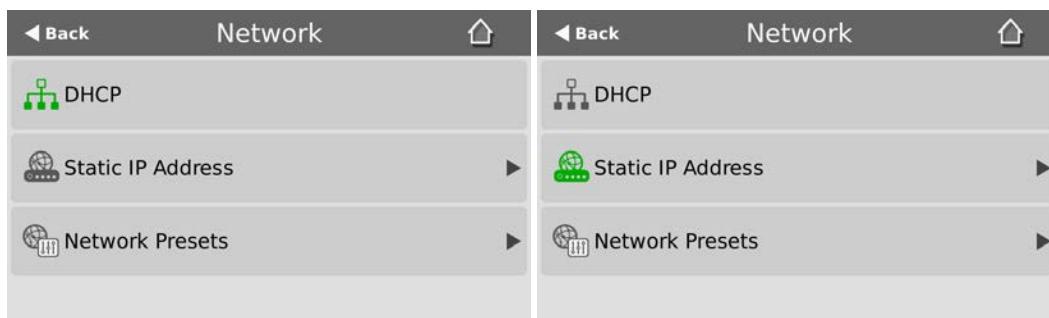 Back Network
DHCP
Static IP Address
Network Presets
Back Network
DHCP
Static IP Address
Network Presets